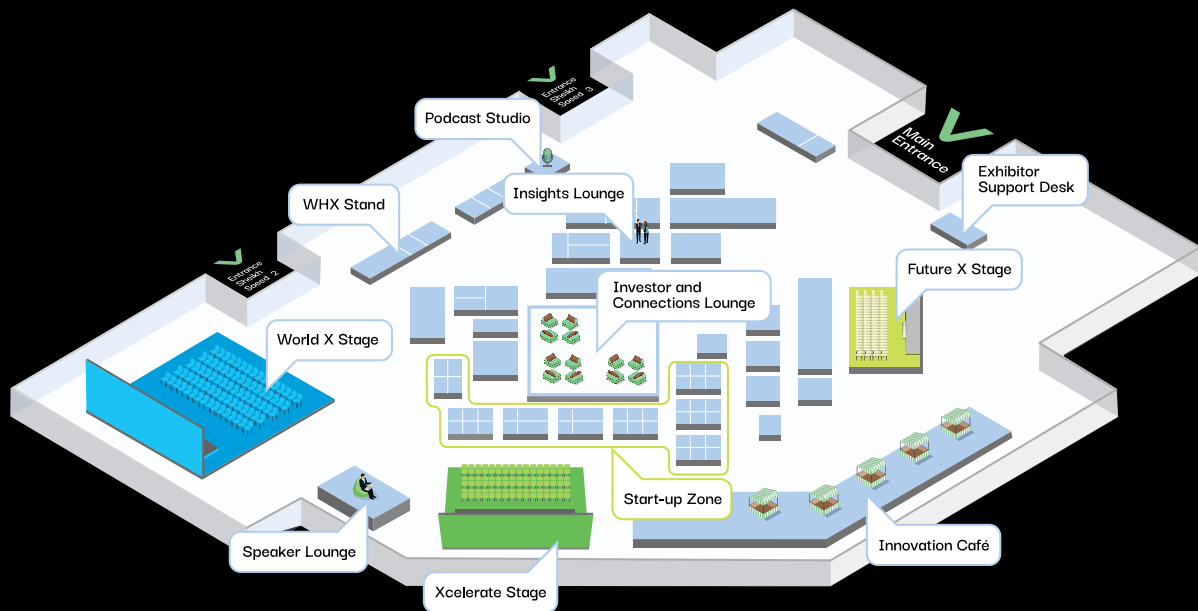 Entrance
Sheikh
Saeed 3
Podcast Studio
Main
Entrance
Exhibitor
Support Desk
Insights Lounge
WHX Stand
Entrance
Sheikh
Saeed 2
Future X Stage
Investor and
Connections Lounge
World X Stage
Start-up Zone
Speaker Lounge
Innovation Café
Xcelerate Stage